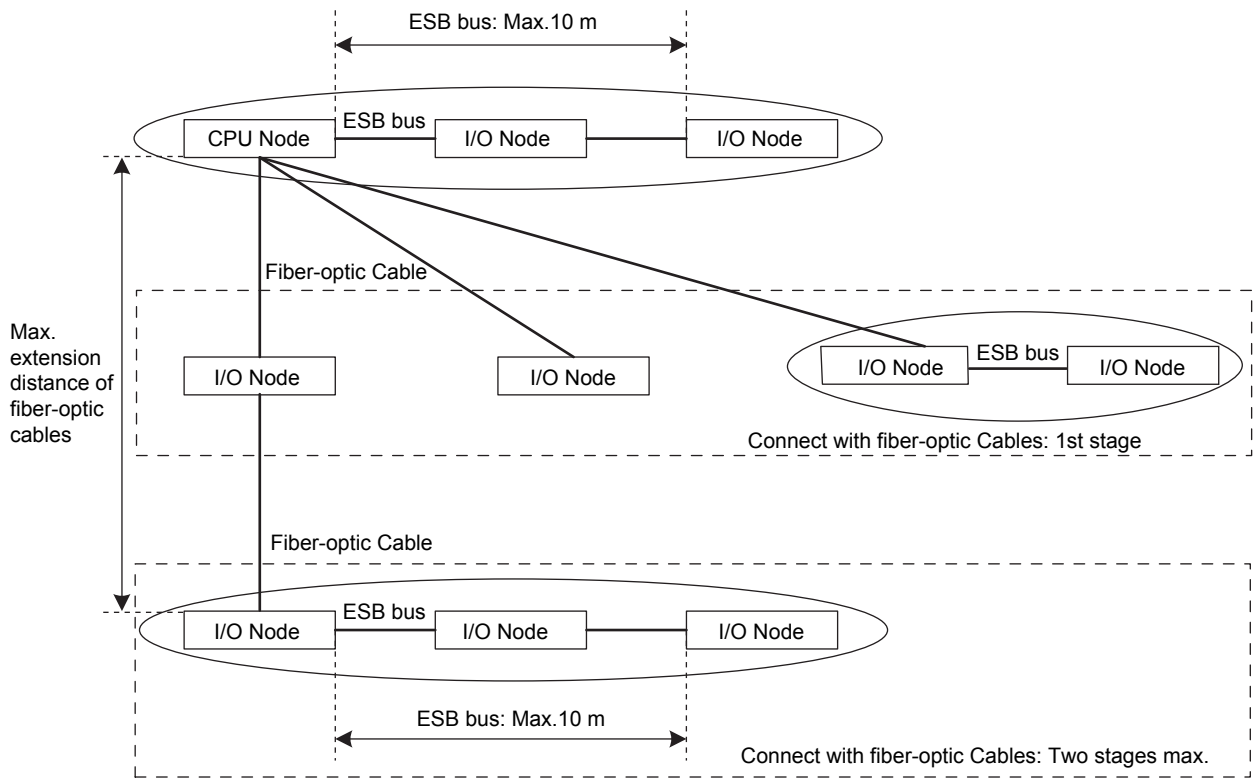 ESB bus: Max.10 m
ESB bus
CPU Node
I/O Node
I/O Node
Fiber-optic Cable
Max.
extension
distance of
fiber-optic
cables
I/O Node
I/O Node
I/O Node
ESB bus
I/O Node
Connect with fiber-optic Cables: 1st stage
Fiber-optic Cable
ESB bus
I/O Node
I/O Node
I/O Node
ESB bus: Max.10 m
Connect with fiber-optic Cables: Two stages max.